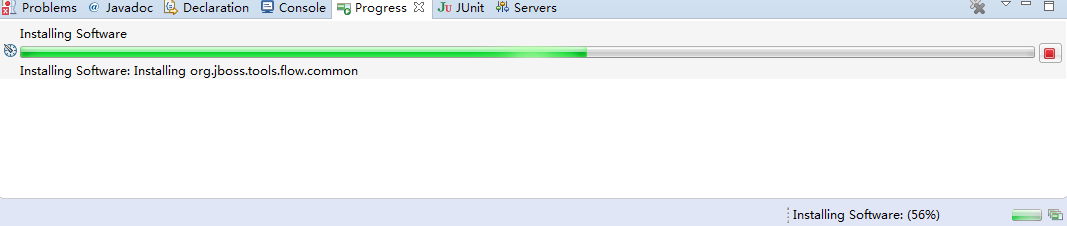 Problems @ Javadoc Declaration Console Progress JU JUnit Servers
Installing Software
Installing Software: Installing org.jboss.tools.flow.common
Installing Software: (56%)